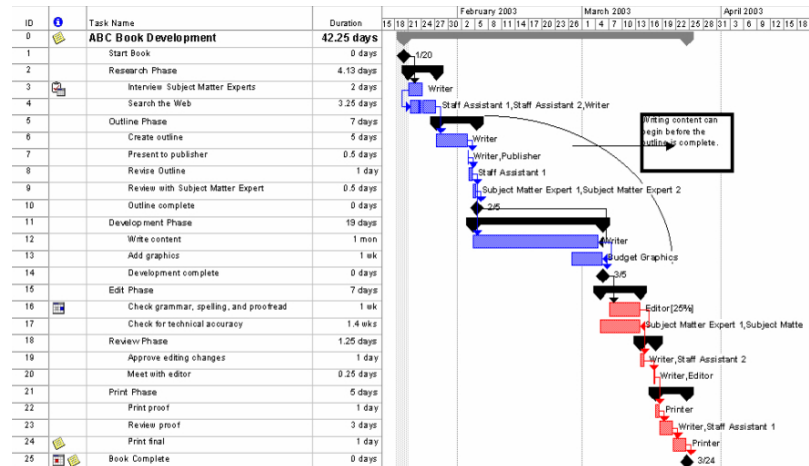 February 2003 March 2003 April 2003
ID Task Name Duration 15 18 21 24 27 30 2 5 8 11 14 17 20 23 26 1 4 7 10 13 16 19 22 25 28 31 3 6 9 12 15 18
0 ABC Book Development 42.25 days
1 Start Book 0 days 1/20
2 Research Phase 4.13 days
3 Interview Subject Matter Experts 2 days Writer
4 Search the Web 3.25 days Staff Assistant 1,Staff Assistant 2,Writer
5 Outline Phase 7 days
Writing content can
begin before the
outline is complete.
6 Create outline 5 days Writer
7 Present to publisher 0.5 days Writer,Publisher
8 Revise Outline 1 day Staff Assistant 1
9 Review with Subject Matter Expert 0.5 days Subject Matter Expert 1,Subject Matter Expert 2
10 Outline complete 0 days 2/5
11 Development Phase 19 days
12 Write content 1 mon Writer
13 Add graphics 1 wk Budget Graphics
14 Development complete 0 days 3/5
15 Edit Phase 7 days
16 Check grammar, spelling, and proofread 1 wk Editor[25%]
17 Check for technical accuracy 1.4 wks Subject Matter Expert 1,Subject Matte
18 Review Phase 1.25 days
19 Approve editing changes 1 day Writer,Staff Assistant 2
20 Meet with editor 0.25 days Writer,Editor
21 Print Phase 5 days
22 Print proof 1 day Printer
23 Review proof 3 days Writer,Staff Assistant 1
24 Print final 1 day Printer
25 Book Complete 0 days 3/24